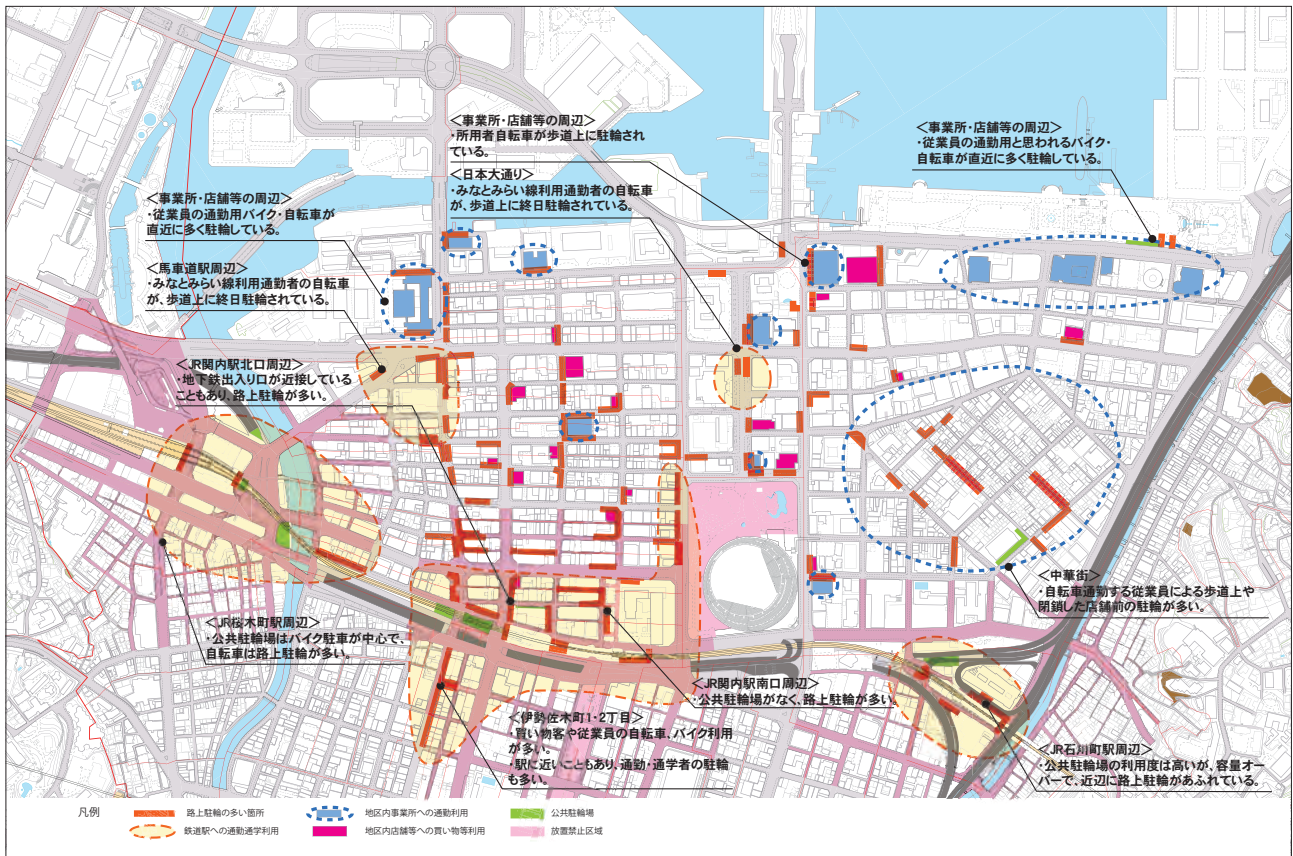 ＜事業所・店舗等の周辺＞
・所用者自転車が歩道上に駐輪され
ている。
＜日本大通り＞
・みなとみらい線利用通勤者の自転車
が、歩道上に終日駐輪されている。
＜事業所・店舗等の周辺＞
・従業員の通勤用と思われるバイク・
自転車が直近に多く駐輪している。
＜事業所・店舗等の周辺＞
・従業員の通勤用バイク・自転車が
直近に多く駐輪している。
＜馬車道駅周辺＞
・みなとみらい線利用通勤者の自転車
が、歩道上に終日駐輪されている。
＜JR関内駅北口周辺＞
・地下鉄出入り口が近接している
こともあり、路上駐輪が多い。
＜中華街＞
・自転車通勤する従業員による歩道上や
閉鎖した店舗前の駐輪が多い。
＜JR桜木町駅周辺＞
・公共駐輪場はバイク駐車が中心で、
自転車は路上駐輪が多い。
＜JR関内駅南口周辺＞
・公共駐輪場がなく、路上駐輪が多い。
＜伊勢佐木町1・2丁目＞
・買い物客や従業員の自転車、バイク利用
が多い。
・駅に近いこともあり、通勤・通学者の駐輪
も多い。
＜JR石川町駅周辺＞
・公共駐輪場の利用度は高いが、容量オー
バーで、近辺に路上駐輪があふれている。
凡例
路上駐輪の多い箇所
地区内事業所への通勤利用
公共駐輪場
鉄道駅への通勤通学利用
地区内店舗等への買い物等利用
放置禁止区域